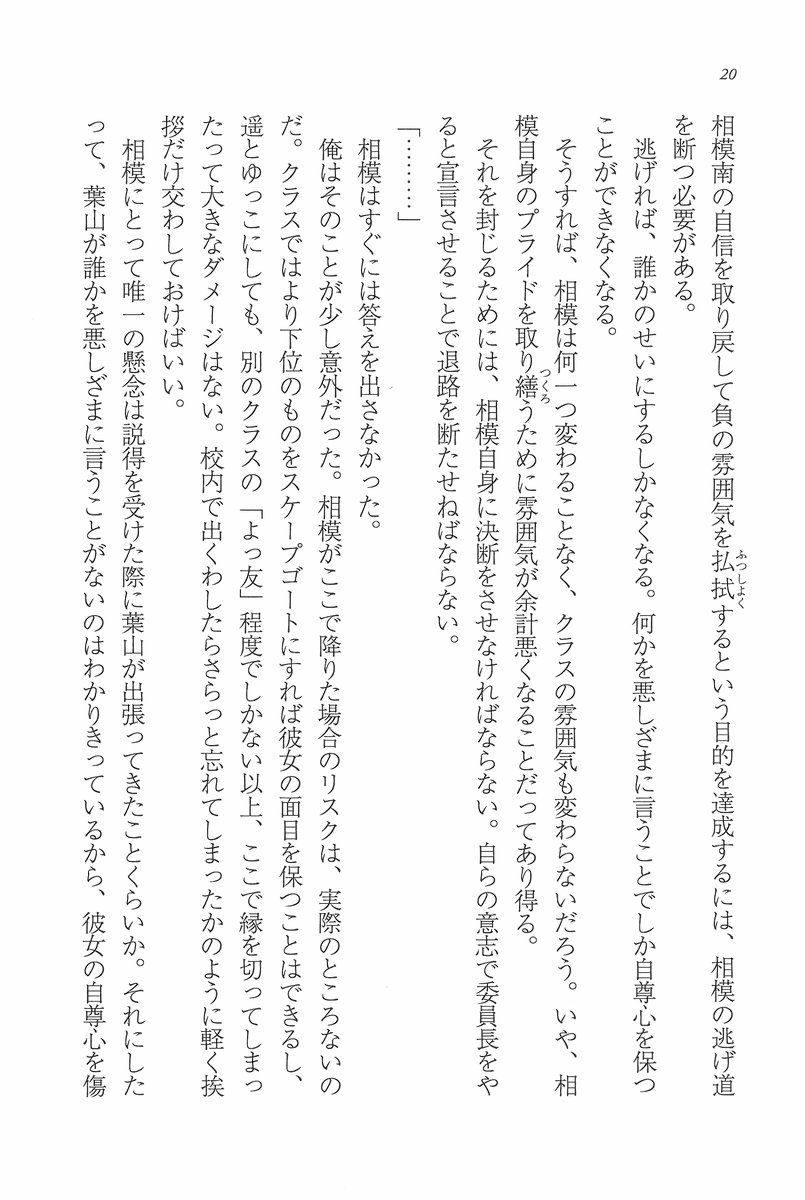 20
相模南の自信を取り戻して負の雰囲気を払拭するという目的を達成するには、相模の逃げ道
ふつしよく
を断つ必要がある。
逃げれば、誰かのせいにするしかなくなる。何かを悪しざまに言うことでしか自尊心を保つ
ことができなくなる。
そうすれば、相模は何一つ変わることなく、クラスの雰囲気も変わらないだろう。いや、相
模自身のプライドを取り繕うために雰囲気が余計悪くなることだってあり得る。
つくろ
それを封じるためには、相模自身に決断をさせなければならない。自らの意志で委員長をや
ると宣言させることで退路を断たせねばならない。
「…………」
相模はすぐには答えを出さなかった。
俺はそのことが少し意外だった。相模がここで降りた場合のリスクは、実際のところないの
だ。クラスではより下位のものをスケープゴートにすれば彼女の面目を保つことはできるし、
遥とゆっこにしても、別のクラスの「よっ友」程度でしかない以上、ここで縁を切ってしまっ
たって大きなダメージはない。校内で出くわしたらさらっと忘れてしまったかのように軽く挨
拶だけ交わしておけばいい。
相模にとって唯一の懸念は説得を受けた際に葉山が出張ってきたことくらいか。それにした
って、葉山が誰かを悪しざまに言うことがないのはわかりきっているから、彼女の自尊心を傷